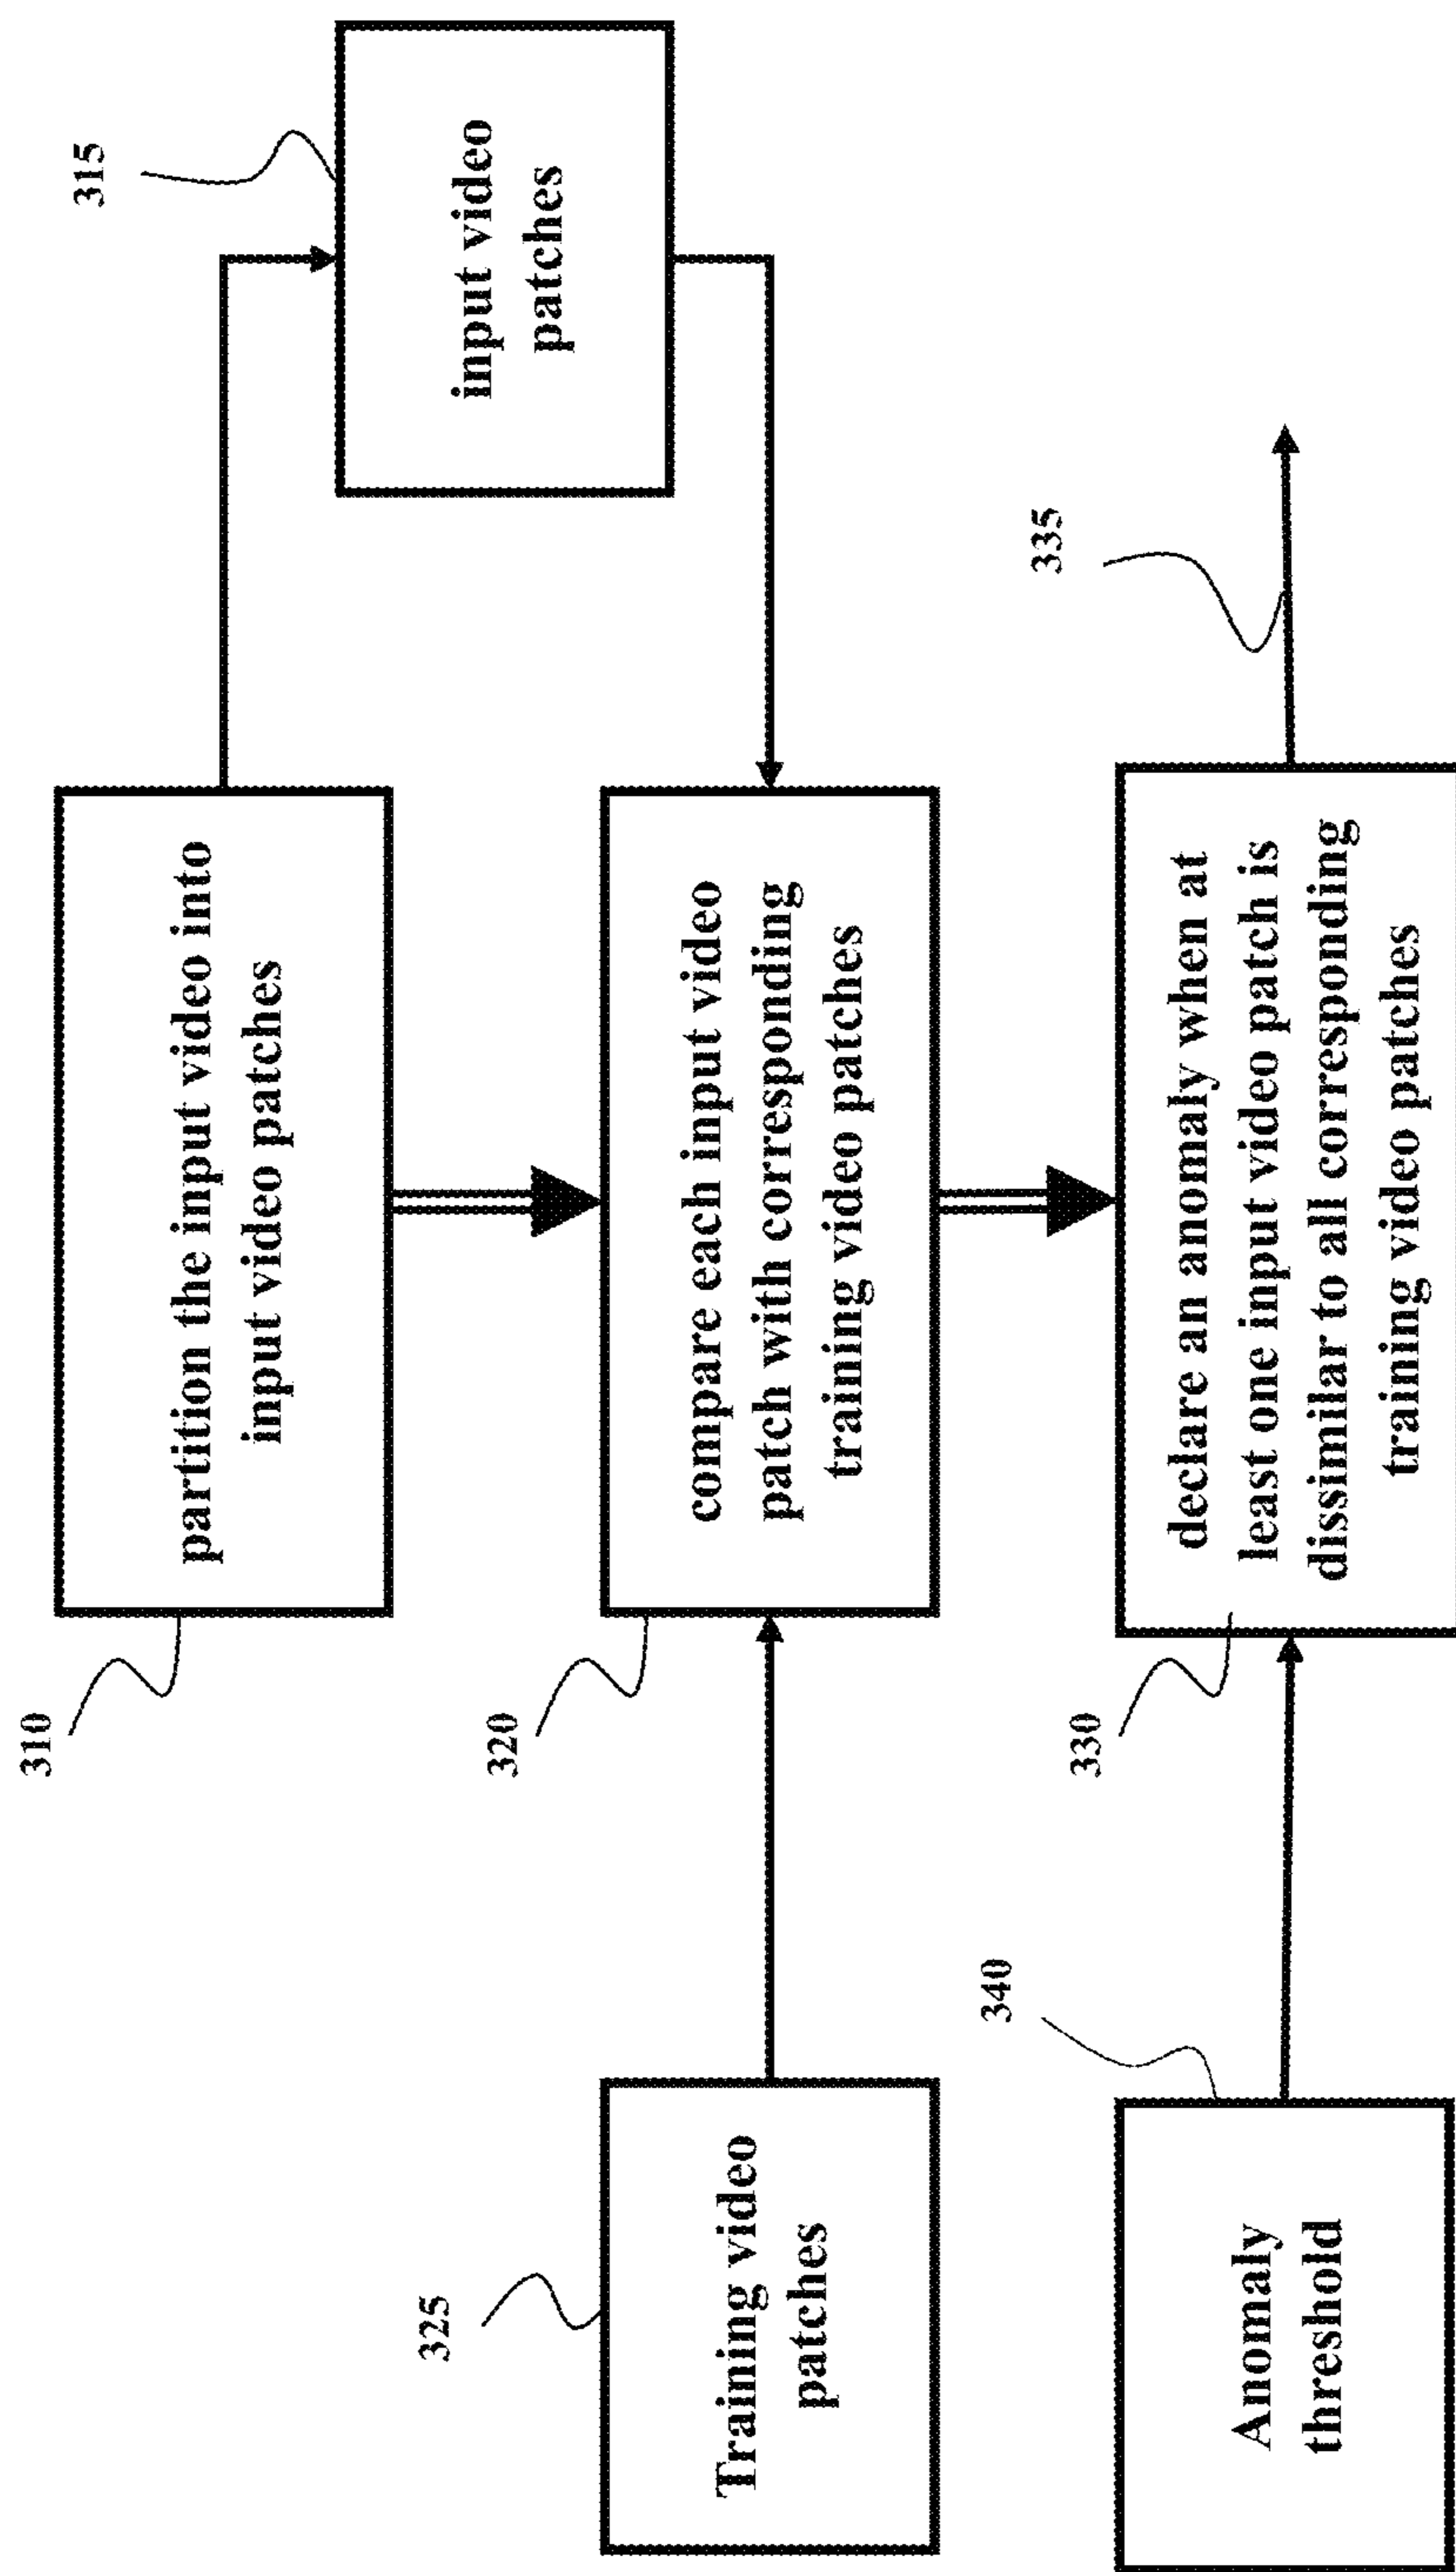 310
partition the input video into
input video patches
315
input video
patches
320
compare each input video
patch with corresponding
training video patches
325
Training video
patches
330
declare an anomaly when at
least one input video patch is
dissimilar to all corresponding
training video patches
335
340
Anomaly
threshold